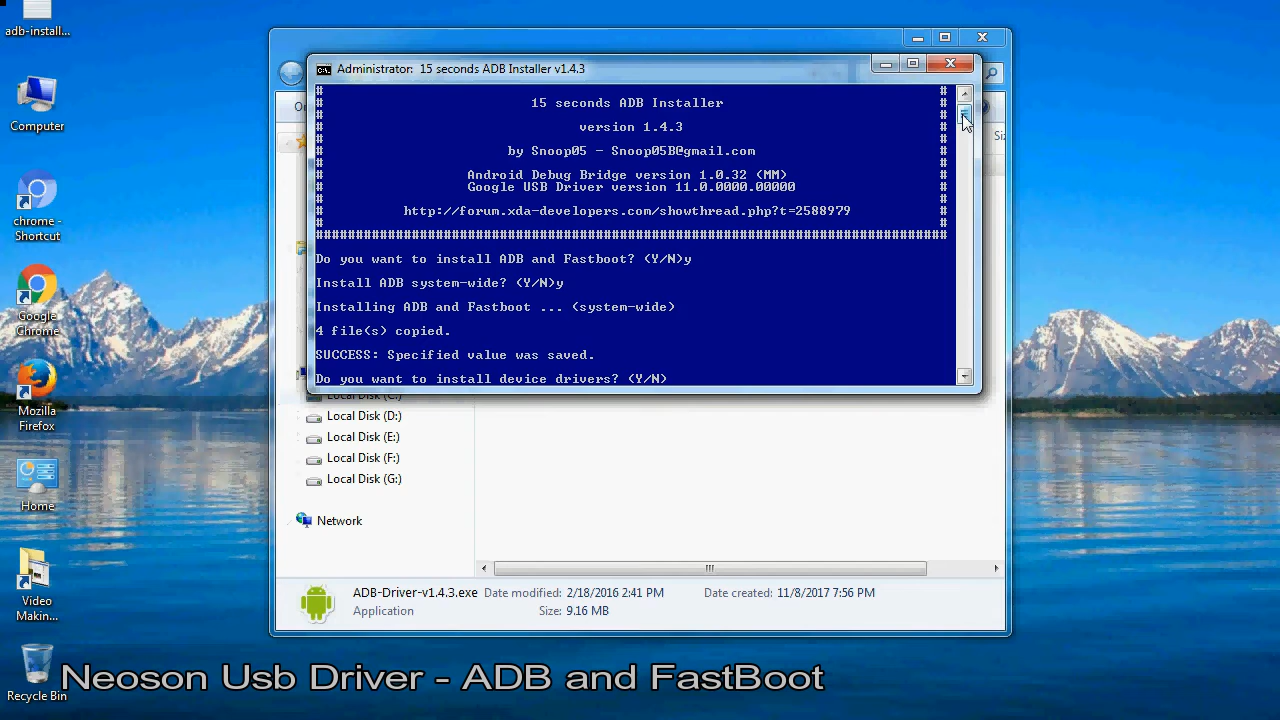 adb-install...
Computer
chrome -
Shortcut
Google
Chrome
Mozilla
Firefox
Home
Video
Makin...
Recycle Bin
Administrator: 15 seconds ADB Installer v1.4.3
15 seconds ADB Installer
version 1.4.3
by Snoop05 - Snoop05B@gmail.com
Android Debug Bridge version 1.0.32 (MM)
Google USB Driver version 11.0.0000.00000
http://forum.xda-developers.com/showthread.php?t=2588979
###############################################################################
Do you want to install ADB and Fastboot? (Y/N)y
Install ADB system-wide? (Y/N)y
Installing ADB and Fastboot ... (system-wide)
4 file(s) copied.
SUCCESS: Specified value was saved.
Do you want to install device drivers? (Y/N)
Local Disk (C:)
Local Disk (D:)
Local Disk (E:)
Local Disk (F:)
Local Disk (G:)
Network
ADB-Driver-v1.4.3.exe Date modified: 2/18/2016 2:41 PM Date created: 11/8/2017 7:56 PM
Application Size: 9.16 MB
Neoson Usb Driver - ADB and FastBoot